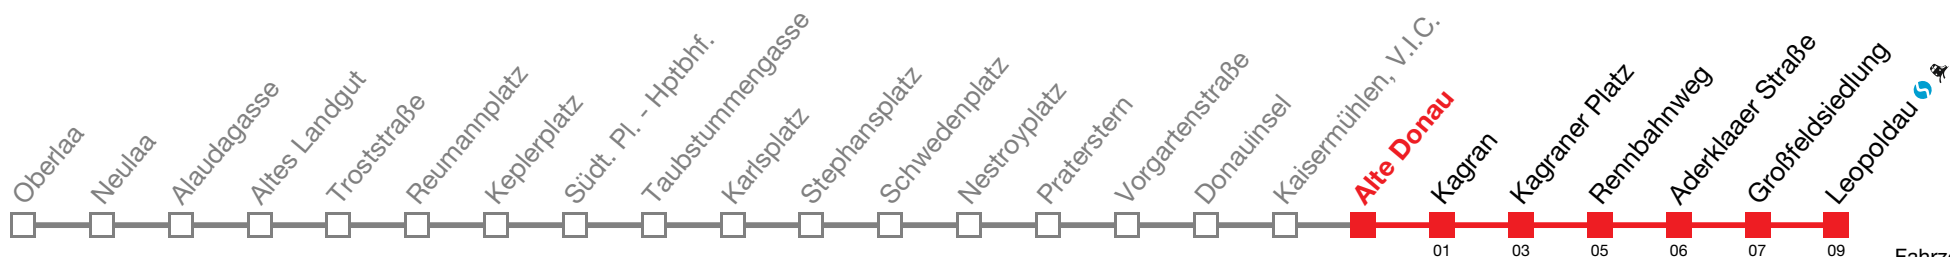 Oberlaa
Neulaa
Alaudagasse
Altes Landgut
Troststraße
Reumannplatz
Keplerplatz
Südt. Pl. - Hptbhf.
Taubstummengasse
Karlsplatz
Stephansplatz
Schwedenplatz
Nestroyplatz
Praterstern
Vorgartenstraße
Donauinsel
Kaisermühlen, V.I.C.
Alte Donau
Kagran
Kagraner Platz
Rennbahnweg
Aderklaaer Straße
Großfeldsiedlung
Leopoldau
01 03 05 06 07 09